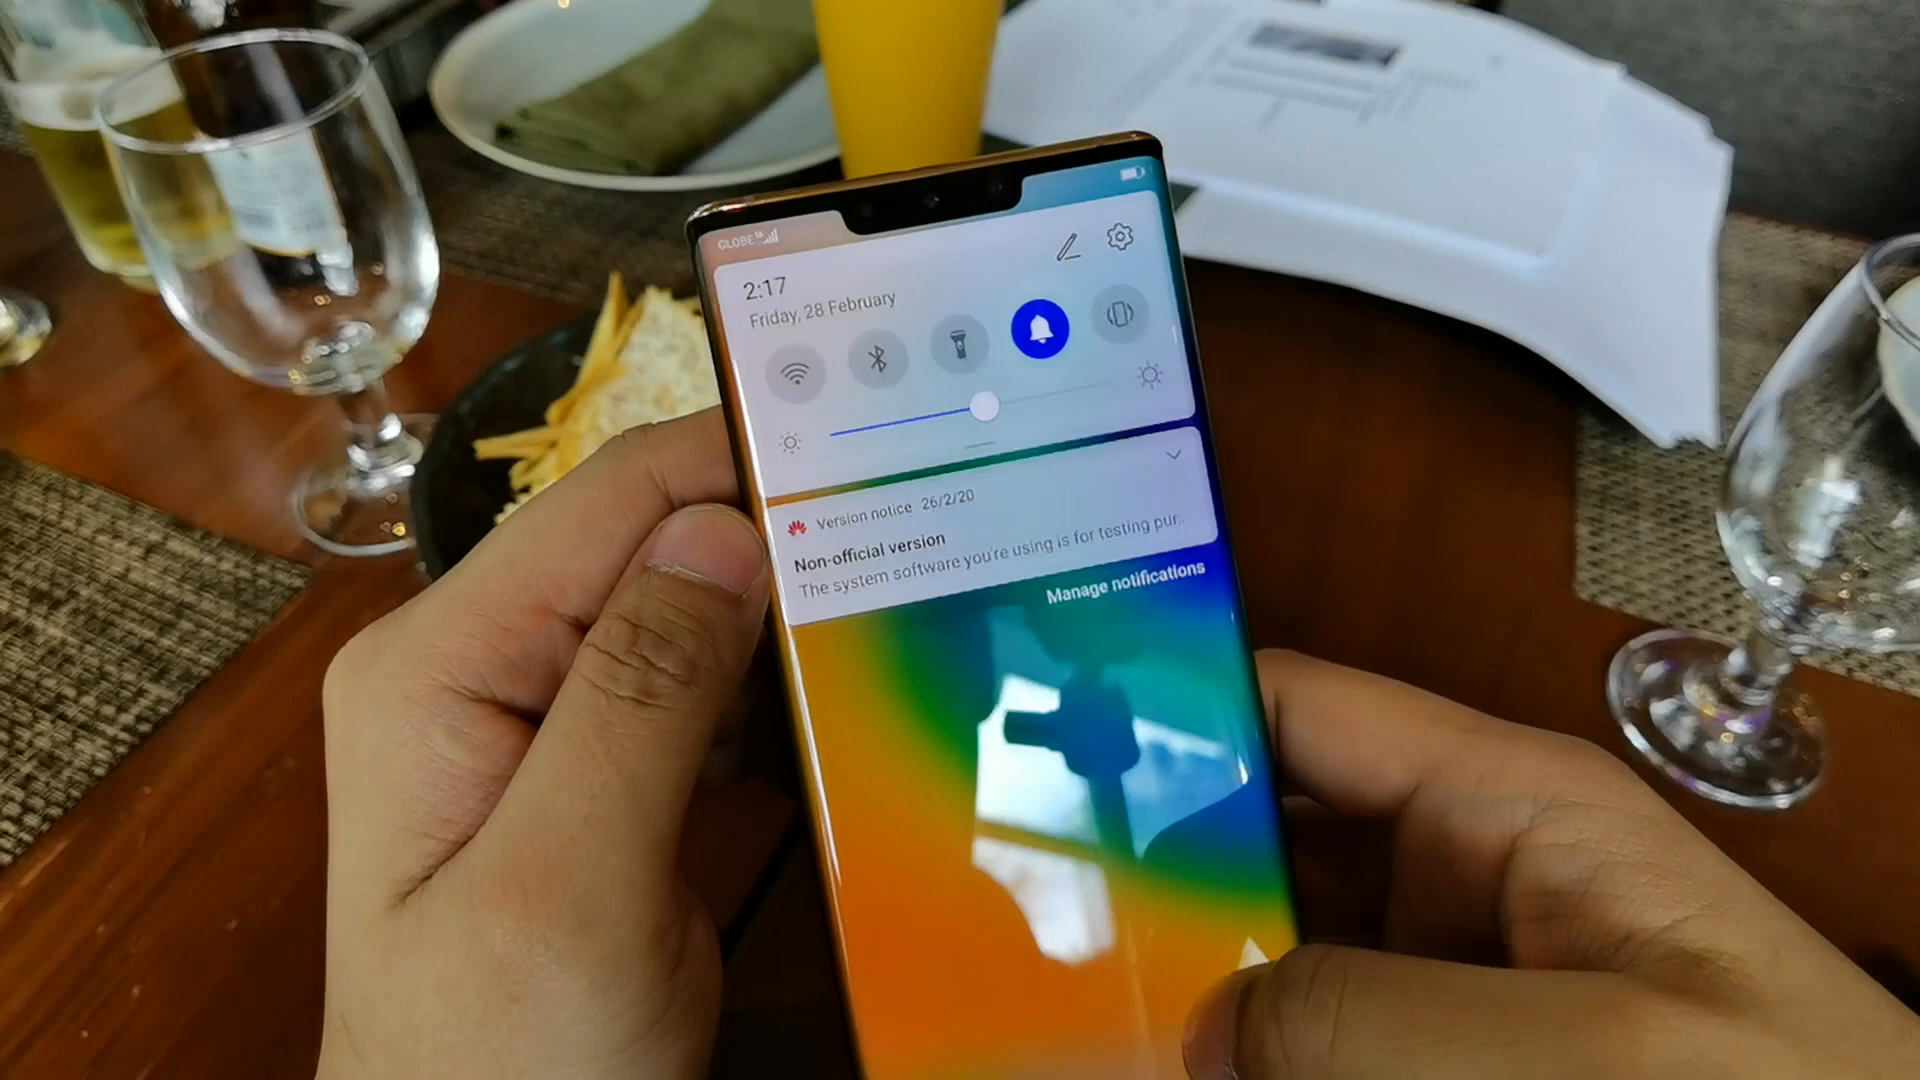 GLOBE 5G
2:17
Friday, 28 February
Version notice 26/2/20
Non-official version
The system software you're using is for testing pur..
Manage notifications